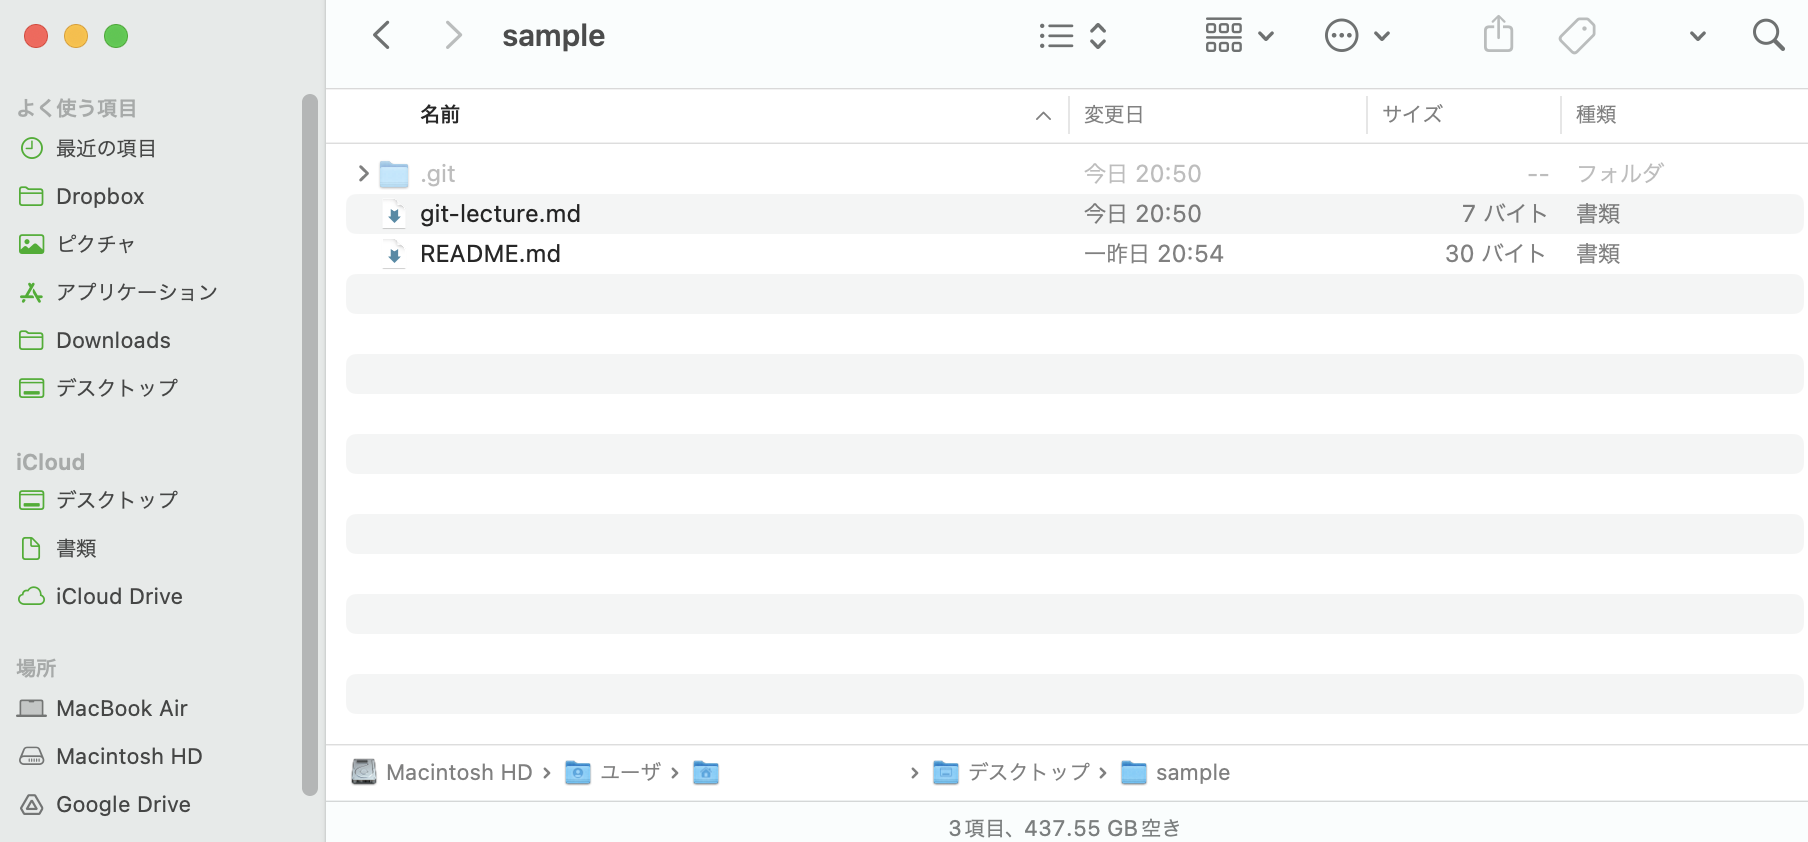 sample
よく使う項目
最近の項目
Dropbox
ピクチャ
アプリケーション
Downloads
デスクトップ
iCloud
デスクトップ
書類
iCloud Drive
場所
MacBook Air
Macintosh HD
Google Drive
名前 変更日 サイズ 種類
.git 今日 20:50 -- フォルダ
git-lecture.md 今日 20:50 7 バイト 書類
README.md 一昨日 20:54 30 バイト 書類
Macintosh HD › ユーザ › › デスクトップ › sample
3項目、437.55 GB空き